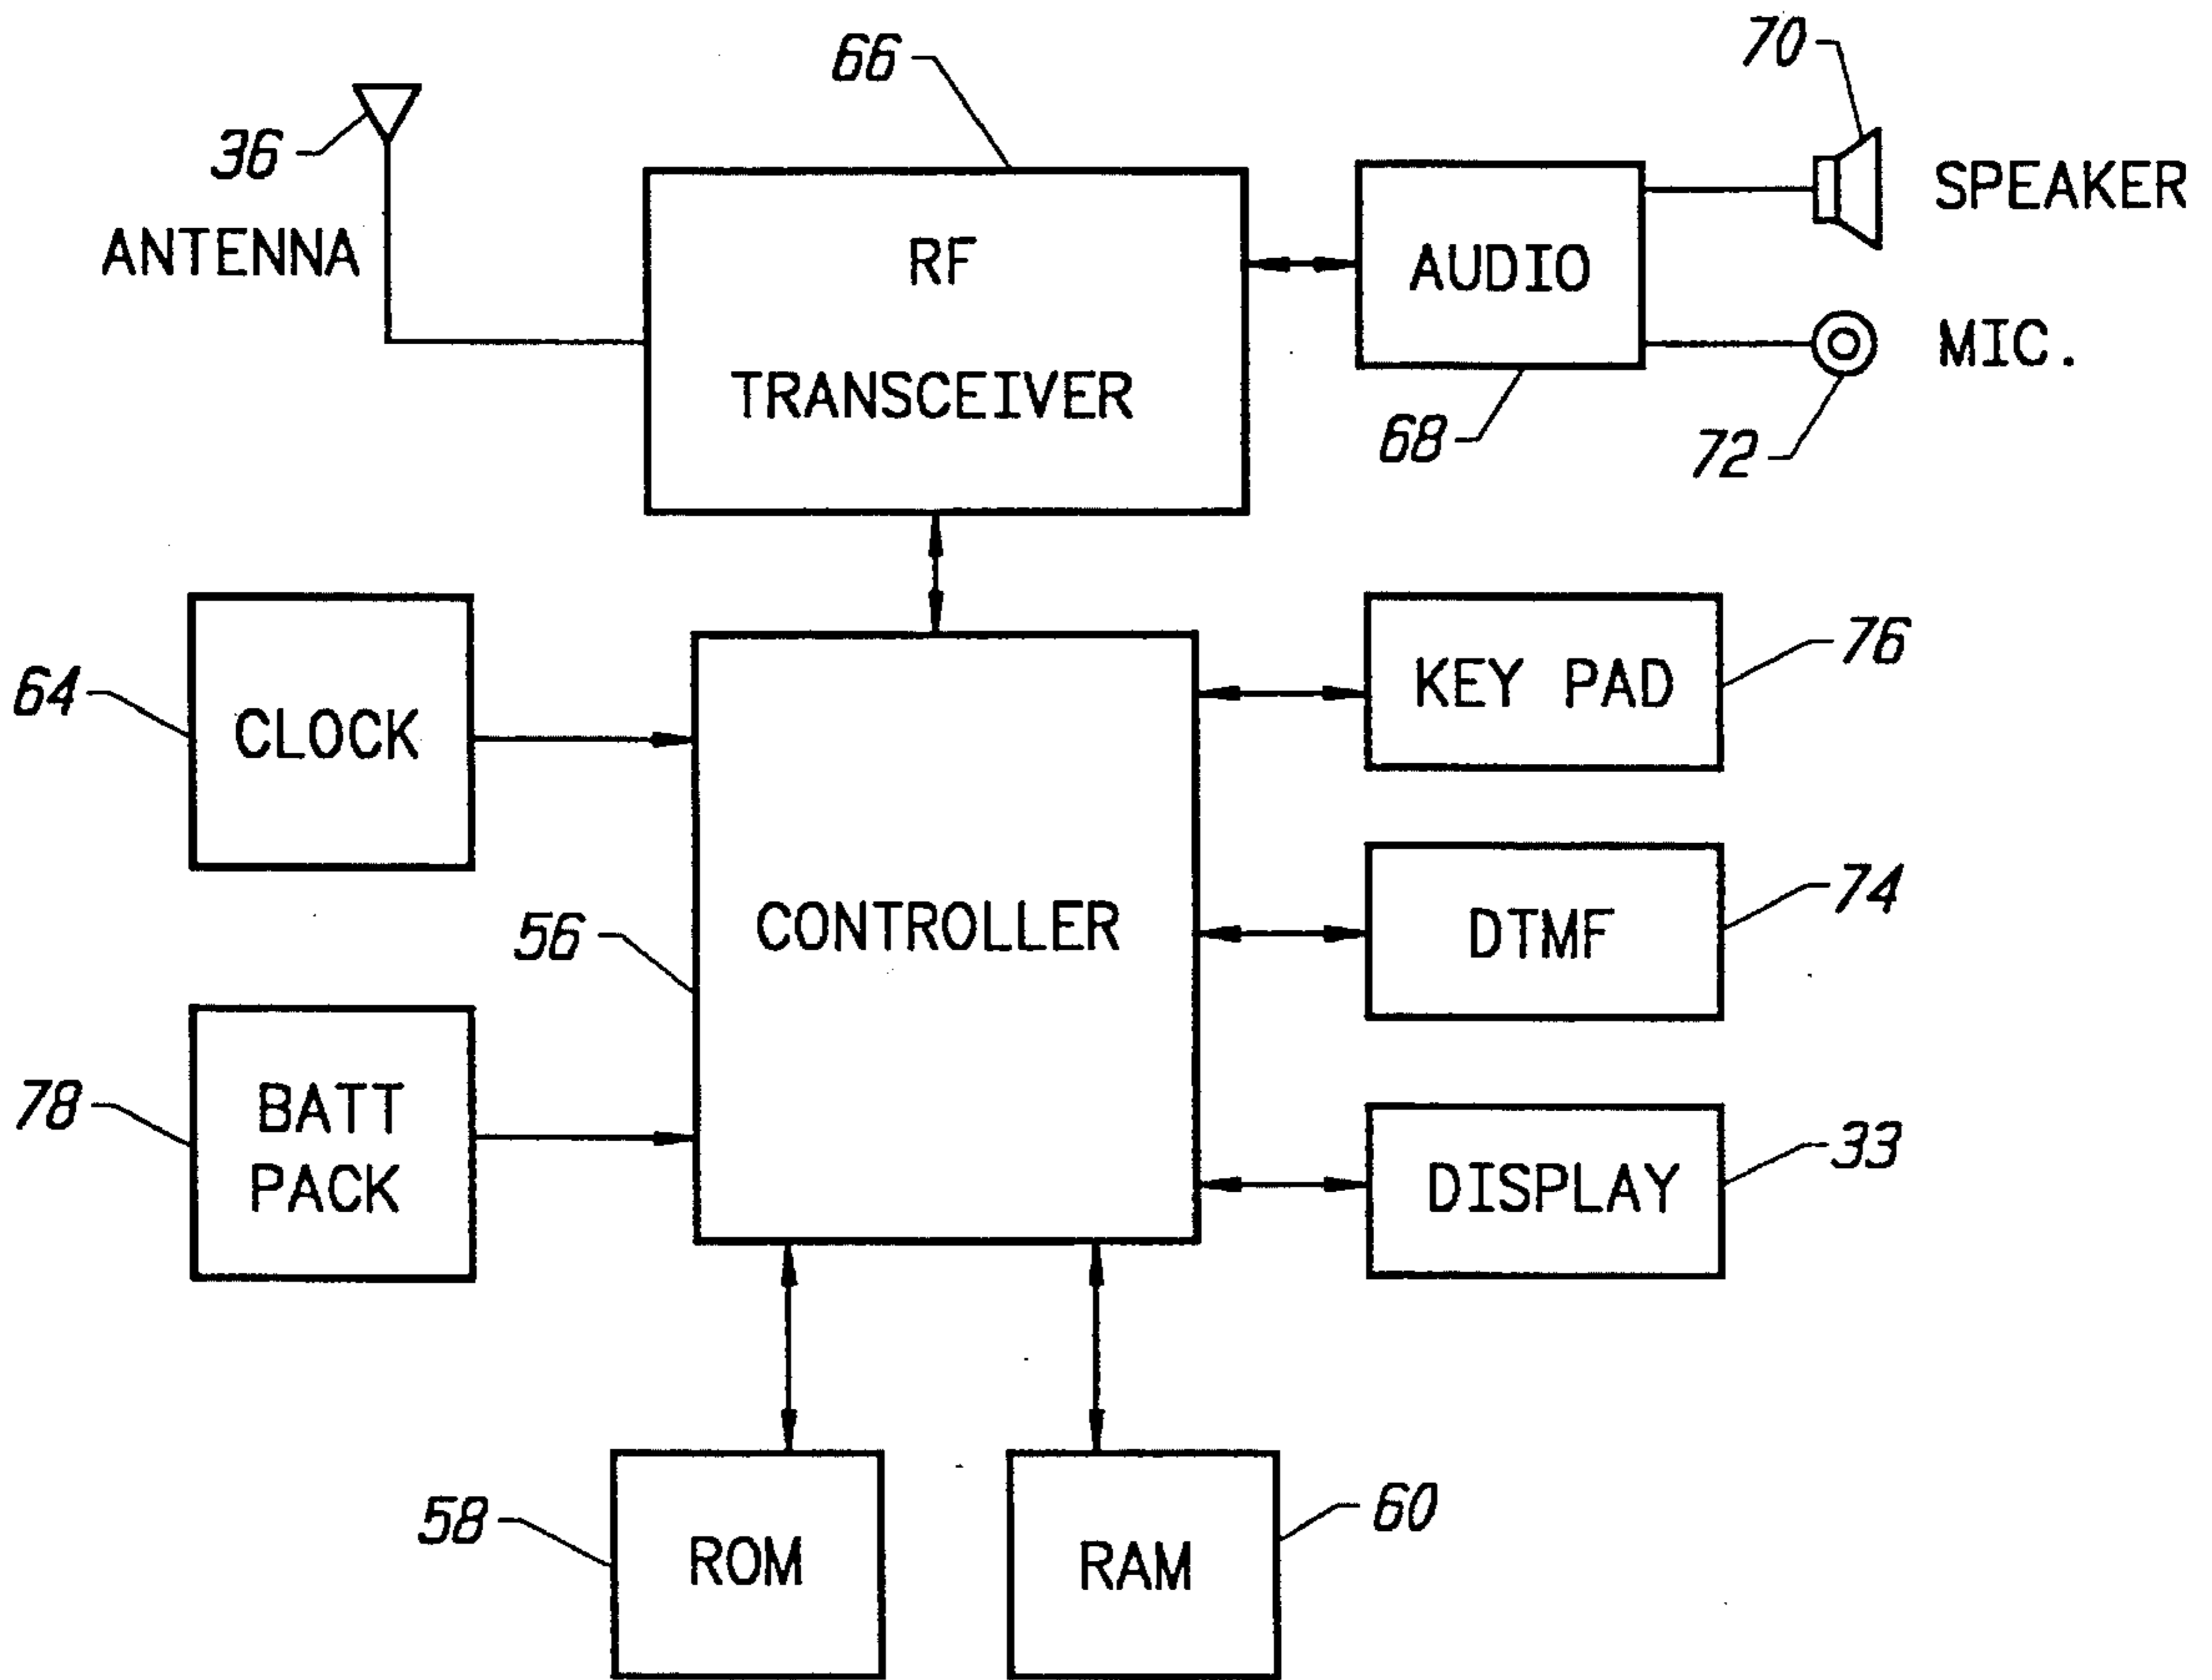 66
70
36
ANTENNA
RF
TRANSCEIVER
AUDIO
SPEAKER
MIC.
68
72
64
CLOCK
KEY PAD
76
56
CONTROLLER
DTMF
74
78
BATT
PACK
DISPLAY
33
58
ROM
RAM
60